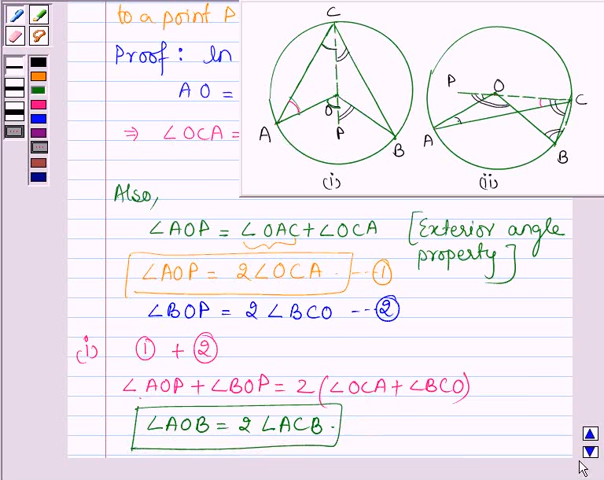 to a point P
Proof : In
AO =
⇒ ∠OCA =
C
O
A
P
B
(i)
P
O
C
A
B
(ii)
Also,
∠AOP = ∠OAC + ∠OCA [Exterior angle property]
∠AOP = 2∠OCA. --- ①
∠BOP = 2 ∠BCO --- ②
(i) ① + ②
∠AOP + ∠BOP = 2 (∠OCA + ∠BCO)
∠AOB = 2 ∠ACB.